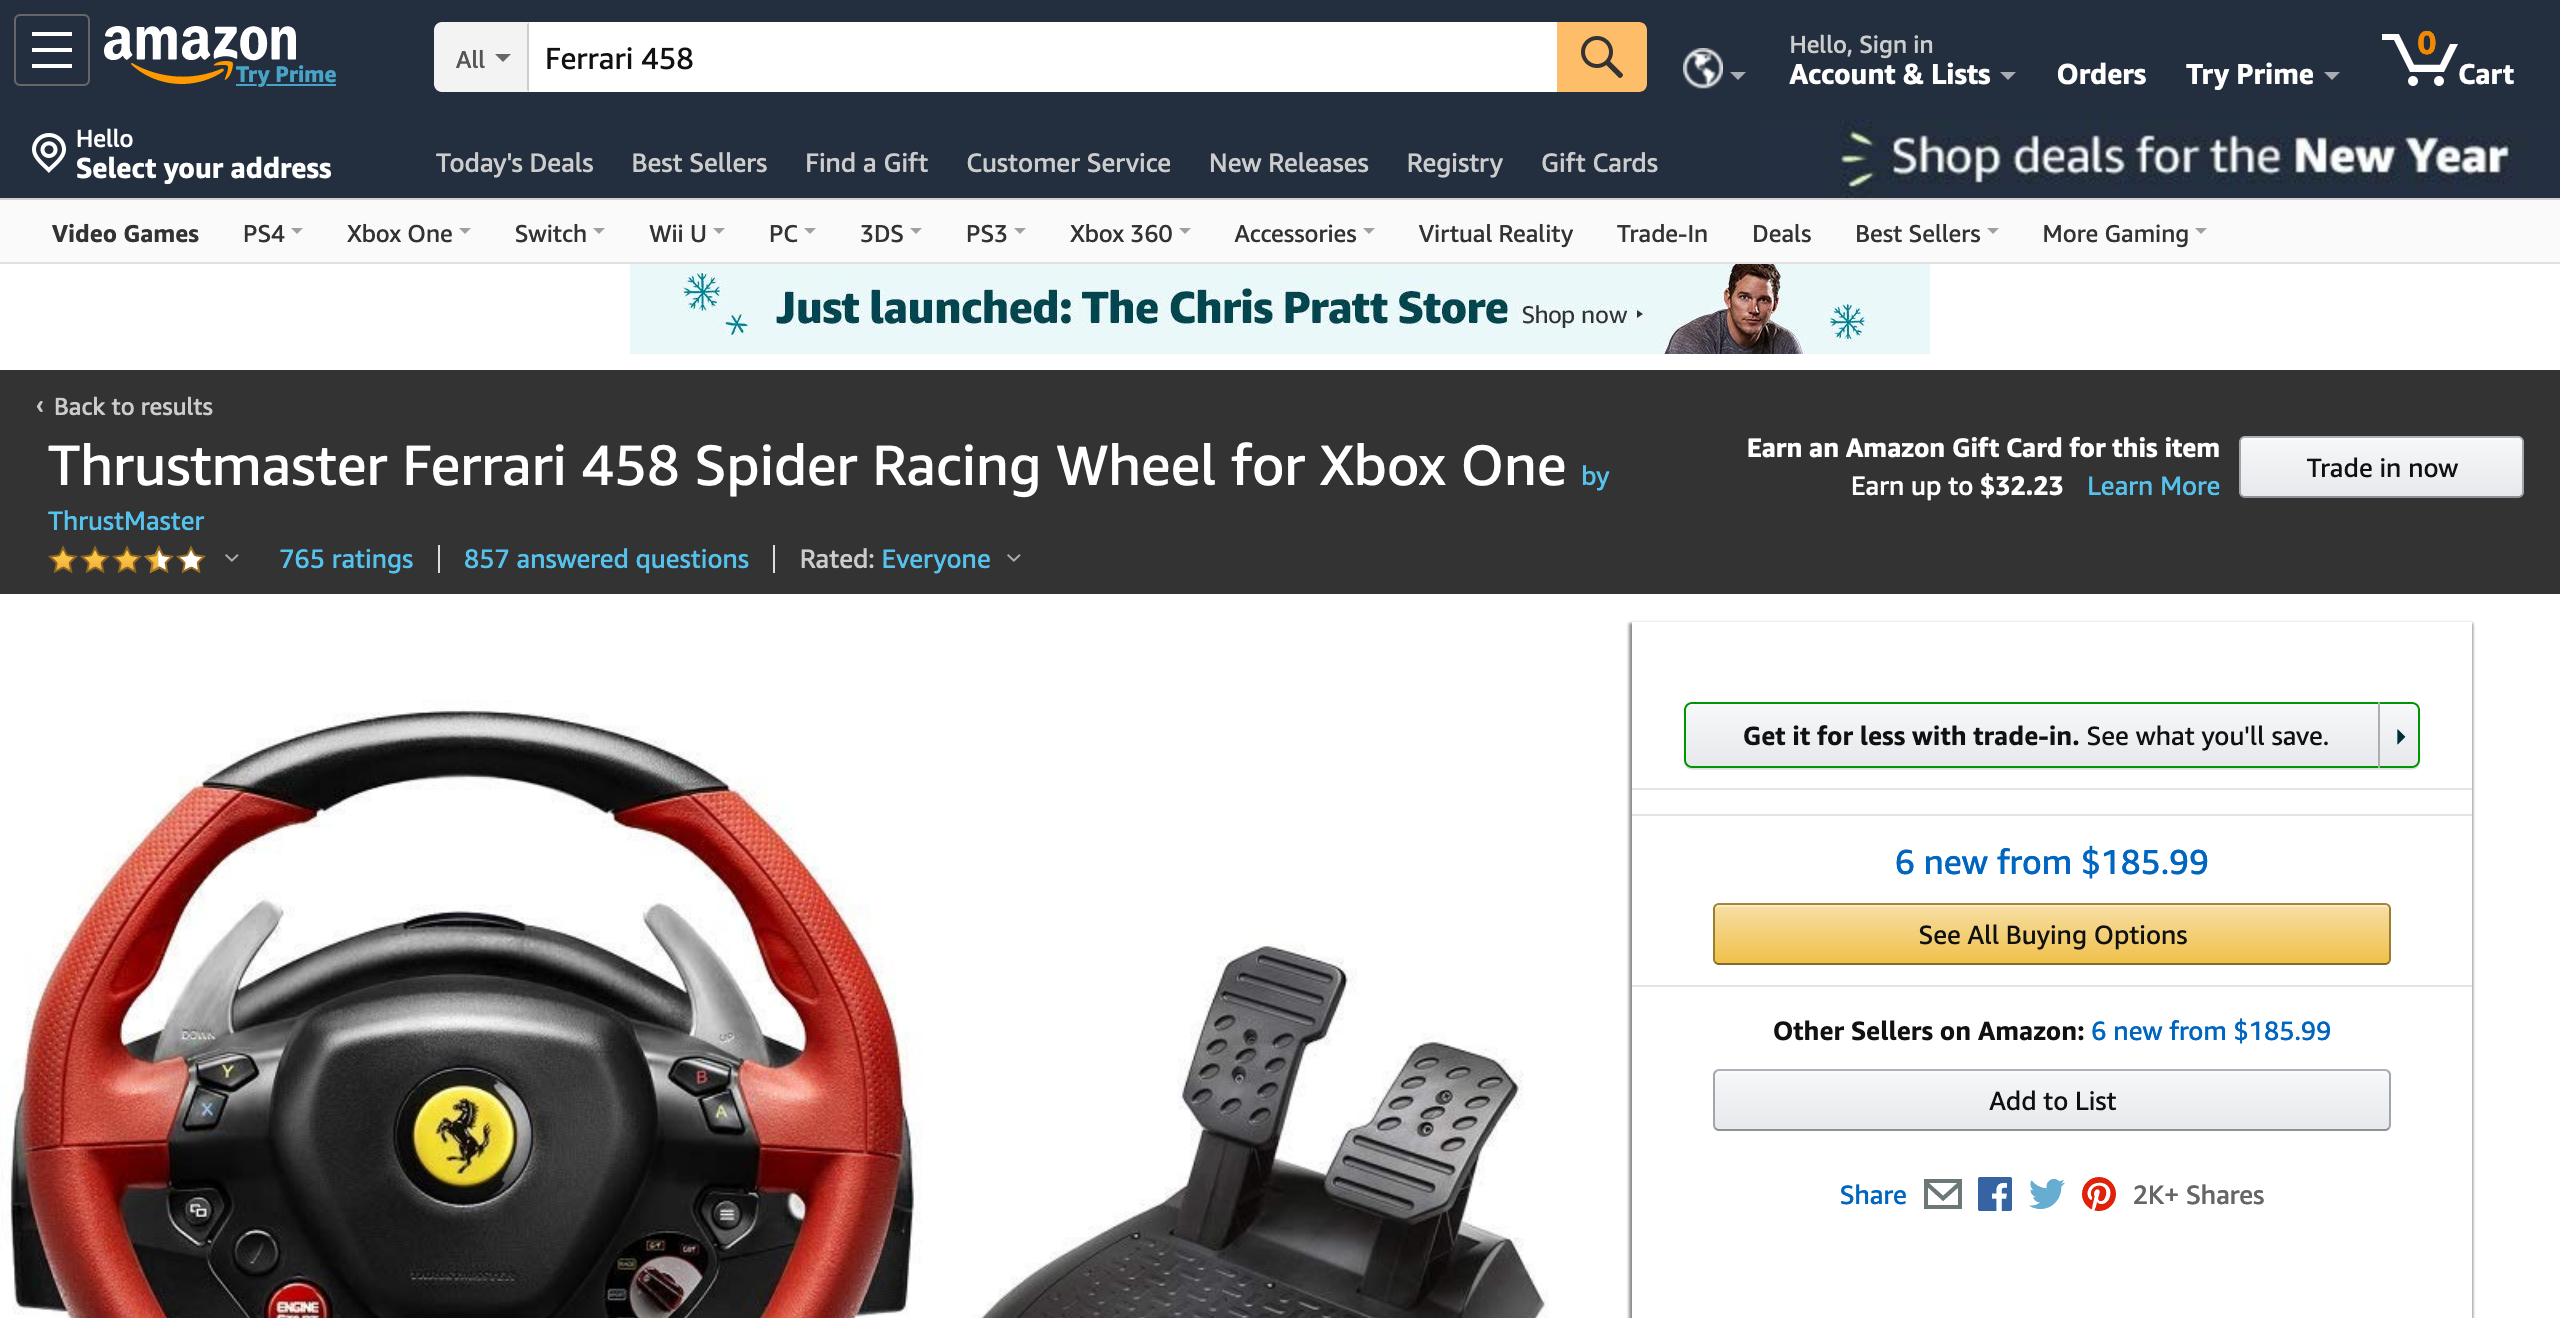 amazon
Try Prime
All
Ferrari 458
Hello, Sign in
Account & Lists
Orders
Try Prime
0
Cart
Hello
Select your address
Today's Deals
Best Sellers
Find a Gift
Customer Service
New Releases
Registry
Gift Cards
Shop deals for the New Year
Video Games
PS4
Xbox One
Switch
Wii U
PC
3DS
PS3
Xbox 360
Accessories
Virtual Reality
Trade-In
Deals
Best Sellers
More Gaming
Just launched: The Chris Pratt Store Shop now
‹ Back to results
Thrustmaster Ferrari 458 Spider Racing Wheel for Xbox One by
ThrustMaster
765 ratings | 857 answered questions | Rated: Everyone
Earn an Amazon Gift Card for this item
Earn up to $32.23 Learn More
Trade in now
Get it for less with trade-in. See what you'll save.
6 new from $185.99
See All Buying Options
Other Sellers on Amazon: 6 new from $185.99
Add to List
Share
2K+ Shares
DOWN
UP
Y
X
B
A
THRUSTMASTER
ENGINE
START